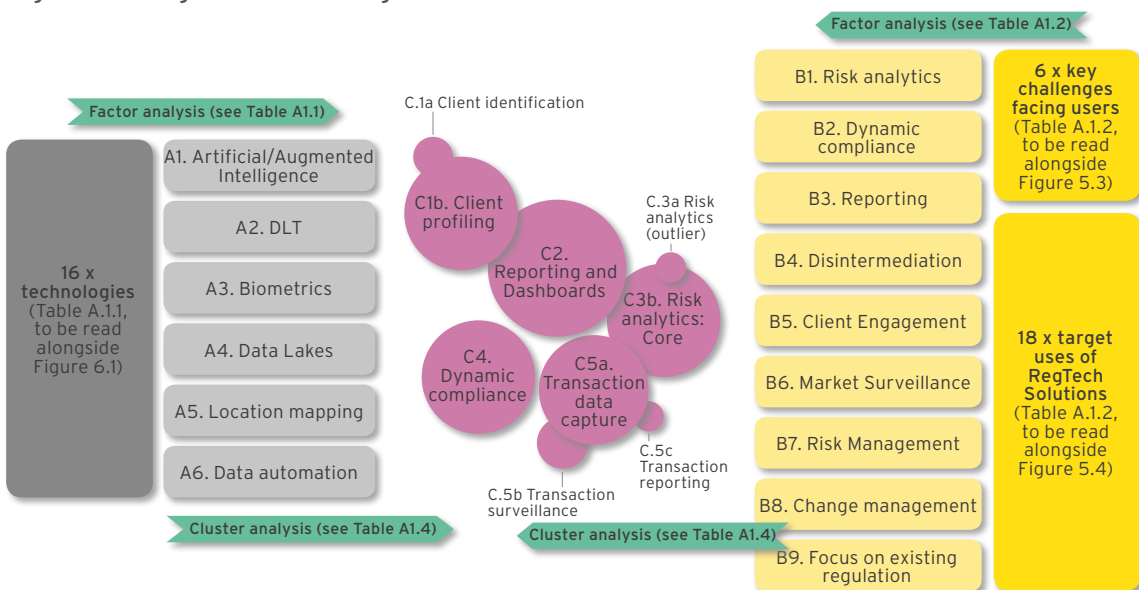 Factor analysis (see Table A1.2)
Factor analysis (see Table A1.1)
16 x
technologies
(Table A.1.1,
to be read
alongside
Figure 6.1)
A1. Artificial/Augmented
Intelligence
A2. DLT
A3. Biometrics
A4. Data Lakes
A5. Location mapping
A6. Data automation
Cluster analysis (see Table A1.4)
C.1a Client identification
C1b. Client
profiling
C2.
Reporting and
Dashboards
C.3a Risk
analytics
(outlier)
C3b. Risk
analytics:
Core
C4.
Dynamic
compliance
C5a.
Transaction
data
capture
C.5c
Transaction
reporting
C.5b Transaction
surveillance
Cluster analysis (see Table A1.4)
B1. Risk analytics
B2. Dynamic
compliance
B3. Reporting
B4. Disintermediation
B5. Client Engagement
B6. Market Surveillance
B7. Risk Management
B8. Change management
B9. Focus on existing
regulation
6 x key
challenges
facing users
(Table A.1.2,
to be read
alongside
Figure 5.3)
18 x target
uses of
RegTech
Solutions
(Table A.1.2,
to be read
alongside
Figure 5.4)